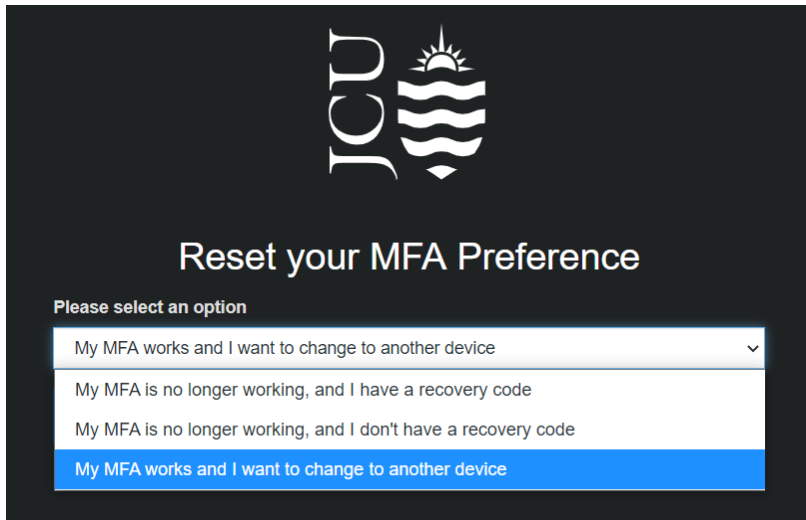 JCU
Reset your MFA Preference
Please select an option
My MFA works and I want to change to another device
My MFA is no longer working, and I have a recovery code
My MFA is no longer working, and I don't have a recovery code
My MFA works and I want to change to another device